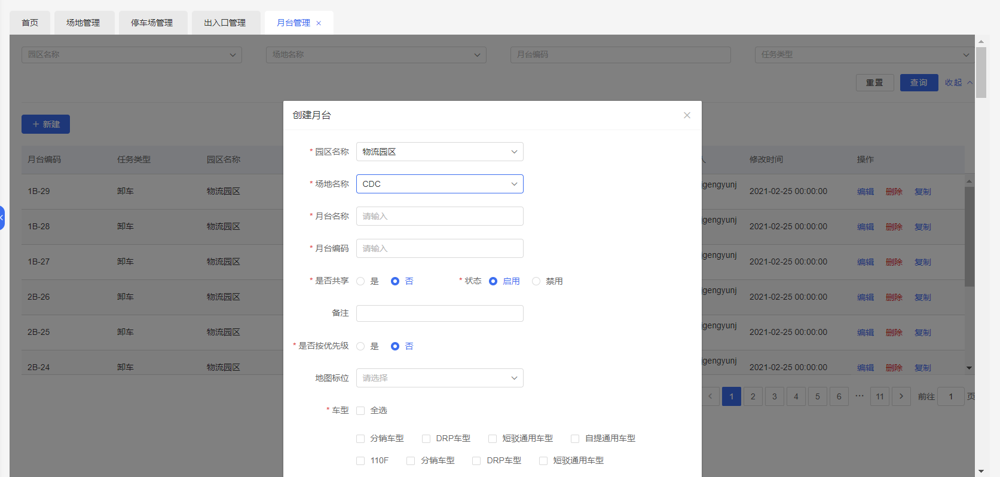 首页 场地管理 停车场管理 出入口管理 月台管理
园区名称 场地名称 月台编码 任务类型
重置 查询 收起
+ 新建
月台编码 任务类型 园区名称 人 修改时间 操作
1B-29 卸车 物流园区 gengyunj 2021-02-25 00:00:00 编辑 删除 复制
1B-28 卸车 物流园区 gengyunj 2021-02-25 00:00:00 编辑 删除 复制
1B-27 卸车 物流园区 gengyunj 2021-02-25 00:00:00 编辑 删除 复制
2B-26 卸车 物流园区 gengyunj 2021-02-25 00:00:00 编辑 删除 复制
2B-25 卸车 物流园区 gengyunj 2021-02-25 00:00:00 编辑 删除 复制
2B-24 卸车 物流园区 gengyunj 2021-02-25 00:00:00 编辑 删除 复制
1 2 3 4 5 6 ··· 11 前往 1 页
创建月台
* 园区名称 物流园区
* 场地名称 CDC
* 月台名称 请输入
* 月台编码 请输入
* 是否共享 是 否 * 状态 启用 禁用
备注
* 是否按优先级 是 否
地图标位 请选择
* 车型 全选
分销车型 DRP车型 短驳通用车型 自提通用车型
110F 分销车型 DRP车型 短驳通用车型